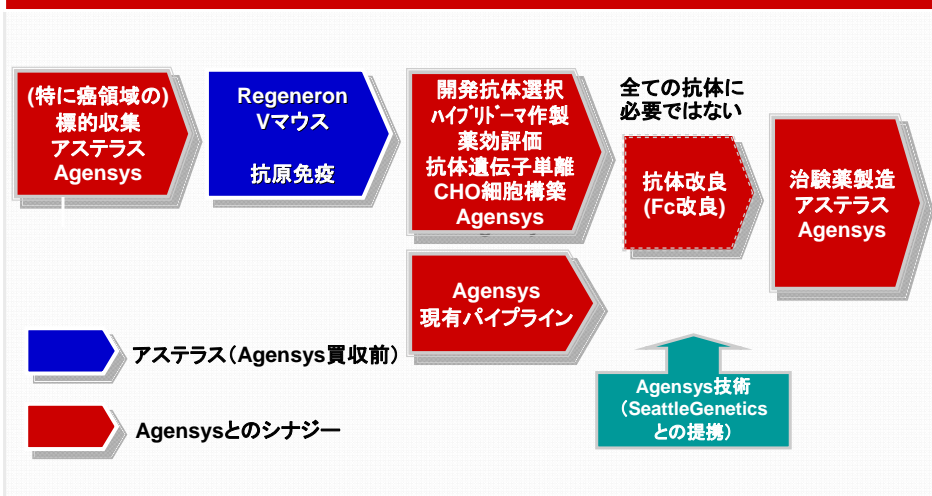 (特に癌領域の)
標的収集
アステラス
Agensys
Regeneron
Vマウス
抗原免疫
開発抗体選択
ﾊｲﾌﾞﾘﾄﾞｰﾏ作製
薬効評価
抗体遺伝子単離
CHO細胞構築
Agensys
Agensys
現有パイプライン
全ての抗体に
必要ではない
抗体改良
(Fc改良)
治験薬製造
アステラス
Agensys
アステラス（Agensys買収前）
Agensysとのシナジー
Agensys技術
（SeattleGenetics
との提携）